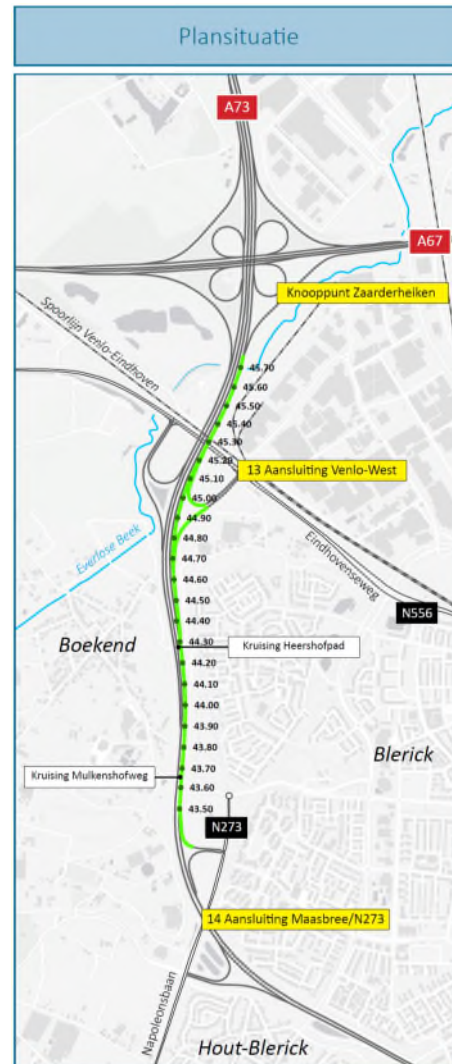 Plansituatie
A73
A67
Knooppunt Zaarderheiken
Spoorlijn Venlo-Eindhoven
45.70
45.60
45.50
45.40
45.30
45.20
13 Aansluiting Venlo-West
45.10
45.00
44.90
44.80
Eindhovenseweg
44.70
Everlose Beek
44.60
N556
44.50
44.40
Boekend
44.30
Kruising Heershofpad
44.20
44.10
44.00
43.90
Blerick
43.80
43.70
Kruising Mulkenshofweg
43.60
43.50
N273
14 Aansluiting Maasbree/N273
Napoleonsbaan
Hout-Blerick